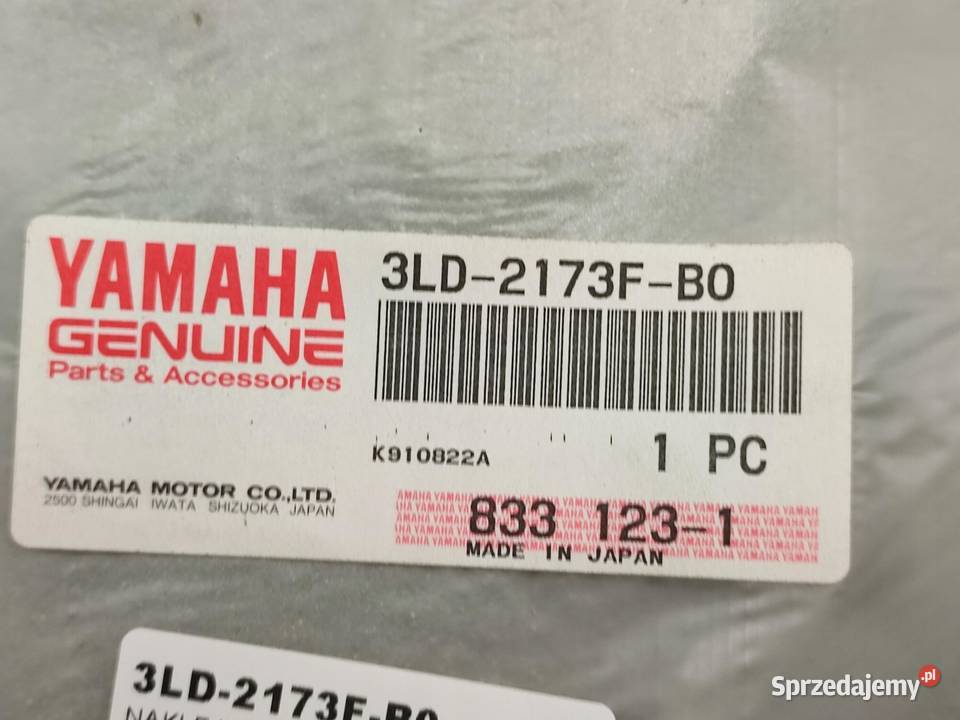 YAMAHA
GENUINE
Parts & Accessories
3LD-2173F-B0
K910822A
1 PC
YAMAHA MOTOR CO.,LTD.
2500 SHINGAI IWATA SHIZUOKA JAPAN
833 123-1
MADE IN JAPAN
3LD-2173F-B0
Sprzedajemy.pl